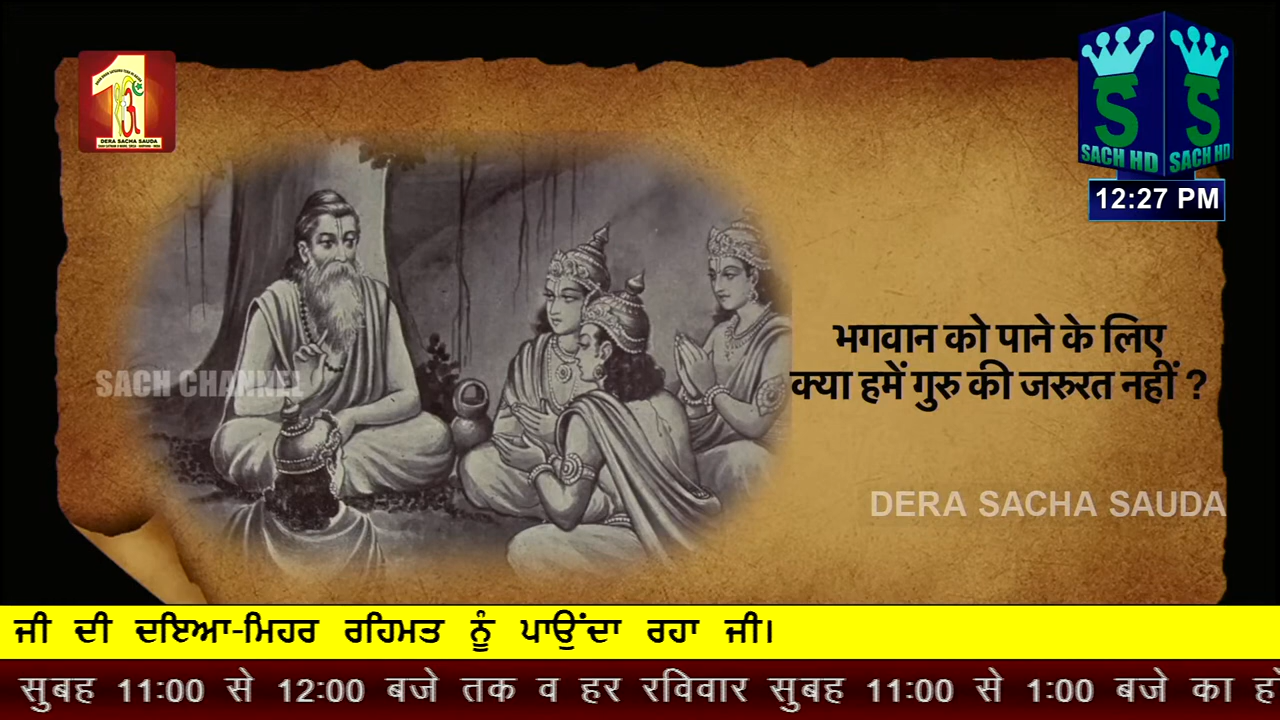 DERA SACHA SAUDA
SACH HD
SACH HD
12:27 PM
SACH CHANNEL
भगवान को पाने के लिए
क्या हमें गुरु की जरुरत नहीं ?
DERA SACHA SAUDA
ਜੀ ਦੀ ਦਇਆ-ਮਿਹਰ ਰਹਿਮਤ ਨੂੰ ਪਾਉਂਦਾ ਰਹਾ ਜੀ।
सुबह 11:00 से 12:00 बजे तक व हर रविवार सुबह 11:00 से 1:00 बजे का